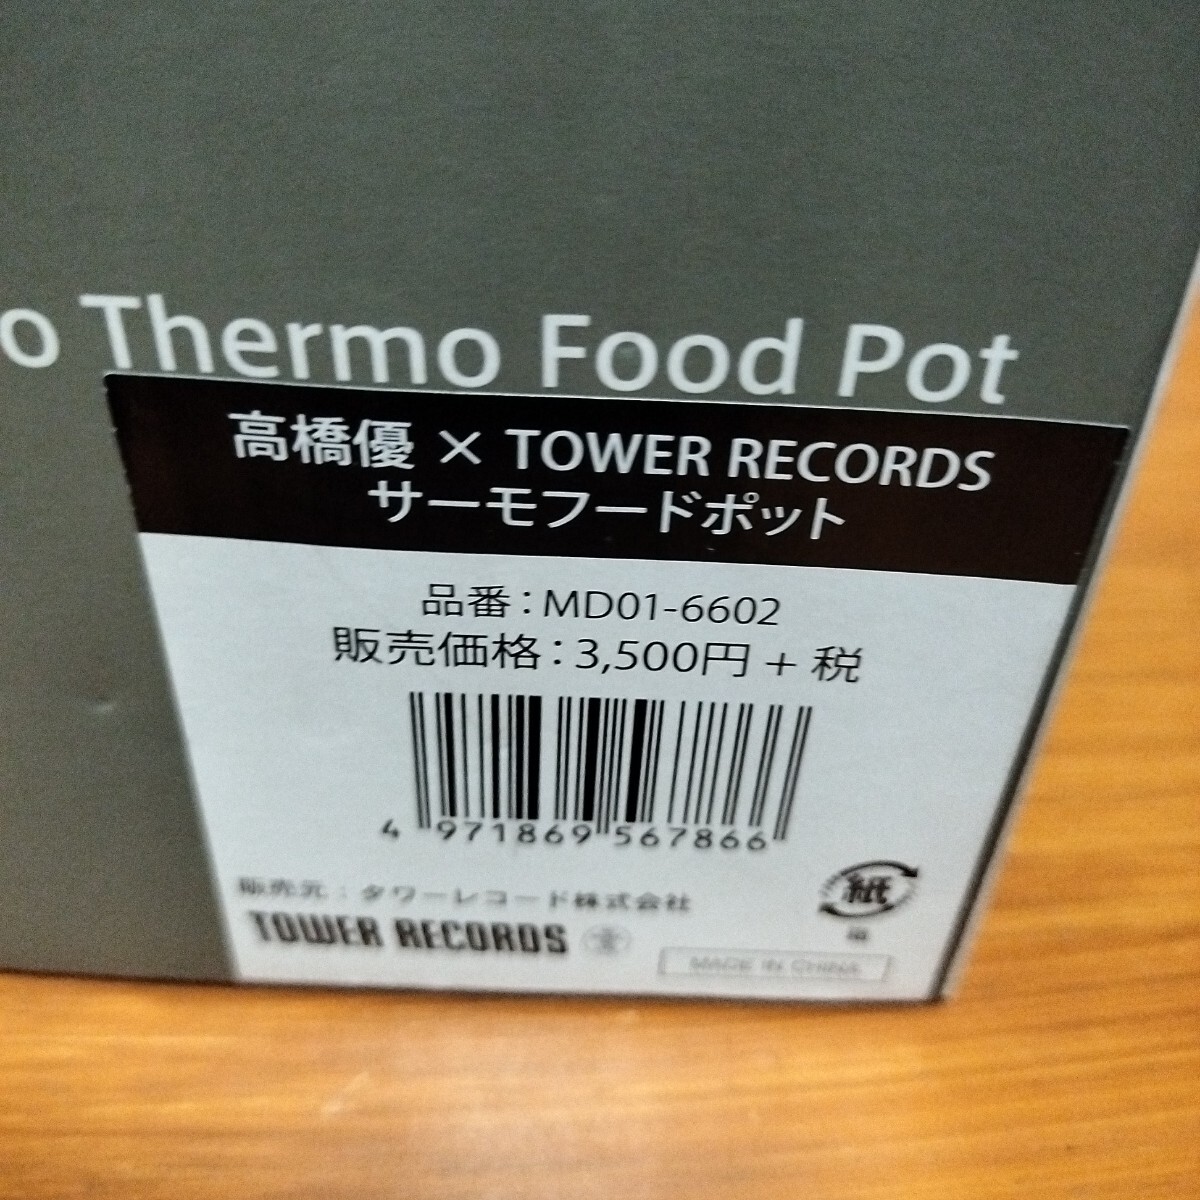 o Thermo Food Pot
高橋優 × TOWER RECORDS
サーモフードポット
品番：MD01-6602
販売価格：3,500円 + 税
4 971869 567866
販売元：タワーレコード株式会社
TOWER RECORDS
紙
箱
MADE IN CHINA